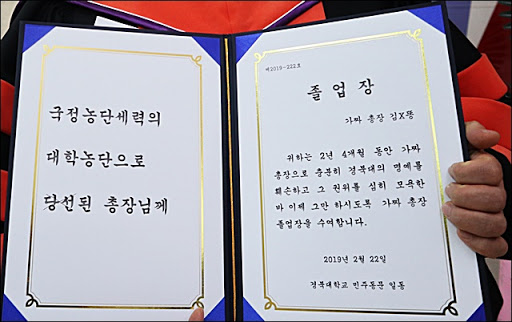 국정농단세력의
대학농단으로
당선된 총장님께
제2019-222호
졸업장
가짜 총장 김X똥
위하는 2년 4개월 동안 가짜
총장으로 충분히 경북대의 명예를
훼손하고 그 권위를 심히 모욕한
바 이제 그만 하시도록 가짜 총장
졸업장을 수여합니다.
2019년 2월 22일
경북대학교 민주동문 일동